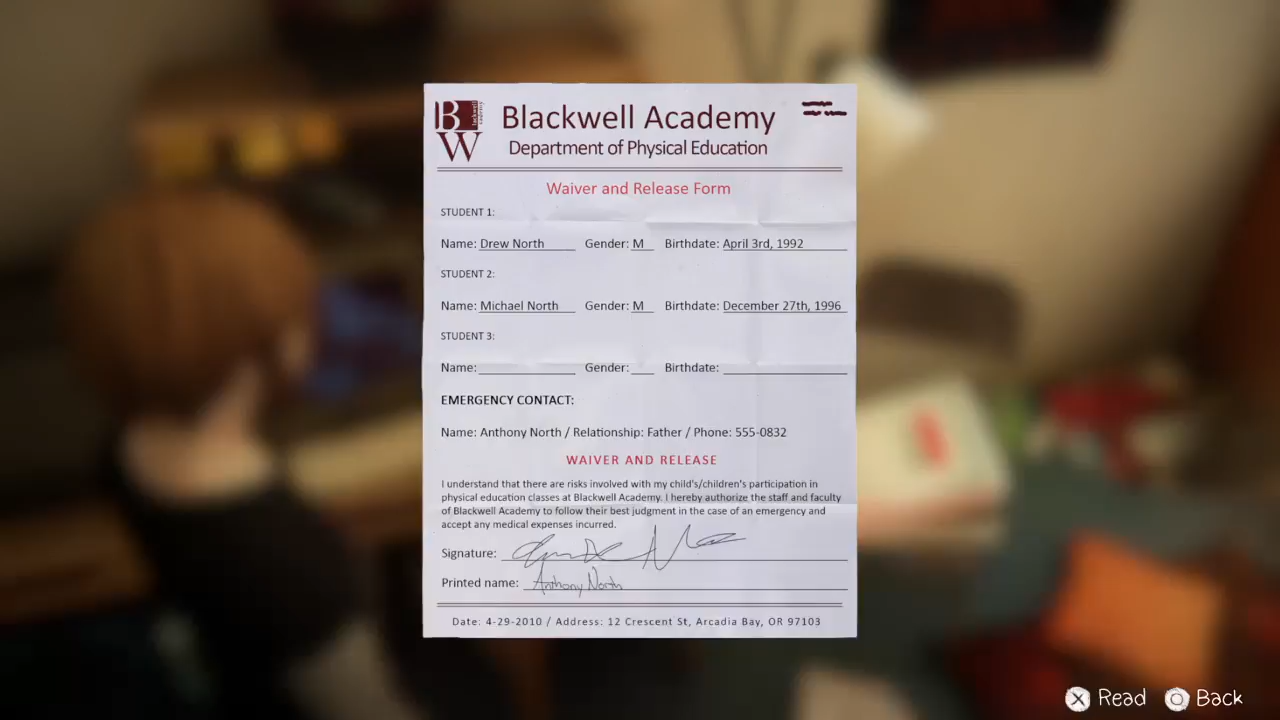 BW
blackwell academy
Blackwell Academy
Department of Physical Education
Waiver and Release Form
STUDENT 1:
Name: Drew North Gender: M Birthdate: April 3rd, 1992
STUDENT 2:
Name: Michael North Gender: M Birthdate: December 27th, 1996
STUDENT 3:
Name: Gender: Birthdate:
EMERGENCY CONTACT:
Name: Anthony North / Relationship: Father / Phone: 555-0832
WAIVER AND RELEASE
I understand that there are risks involved with my child's/children's participation in
physical education classes at Blackwell Academy. I hereby authorize the staff and faculty
of Blackwell Academy to follow their best judgment in the case of an emergency and
accept any medical expenses incurred.
Signature:
Printed name: Anthony North
Date: 4-29-2010 / Address: 12 Crescent St, Arcadia Bay, OR 97103
Read Back